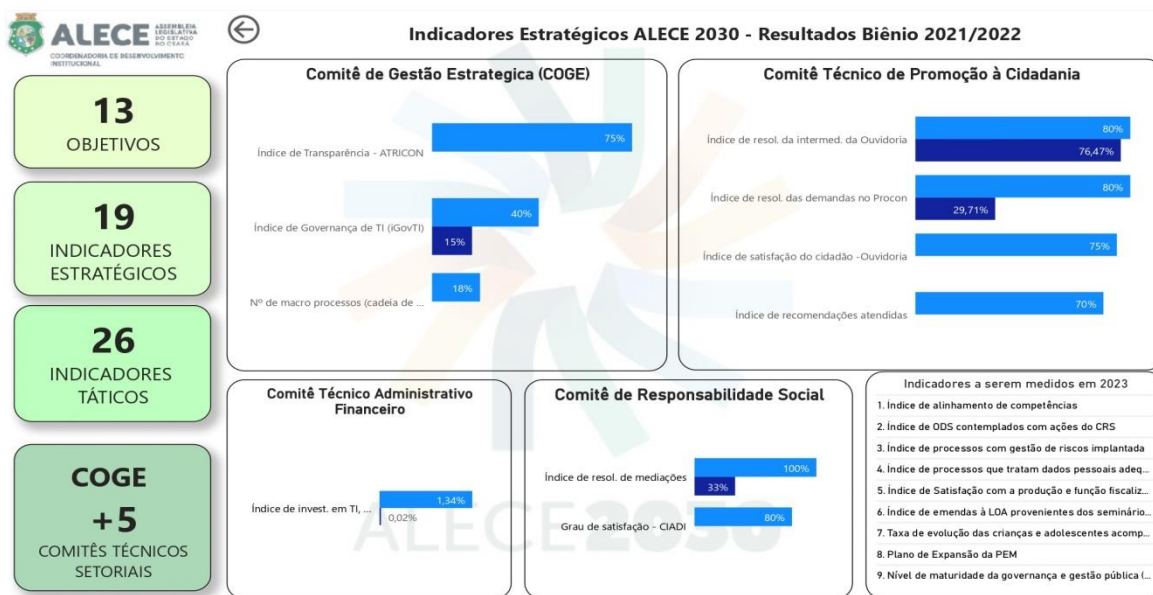 ALECE
ASSEMBLEIA
LEGISLATIVA
DO ESTADO
DO CEARÁ
COORDENADORIA DE DESENVOLVIMENTO
INSTITUCIONAL
Indicadores Estratégicos ALECE 2030 - Resultados Biênio 2021/2022
13
OBJETIVOS
19
INDICADORES
ESTRATÉGICOS
26
INDICADORES
TÁTICOS
COGE
+5
COMITÊS TÉCNICOS
SETORIAIS
Comitê de Gestão Estrategica (COGE)
Índice de Transparência - ATRICON
75%
Índice de Governança de TI (iGovTI)
40%
15%
Nº de macro processos (cadeia de ...
18%
Comitê Técnico de Promoção à Cidadania
Índice de resol. da intermed. da Ouvidoria
80%
76,47%
Índice de resol. das demandas no Procon
80%
29,71%
Índice de satisfação do cidadão -Ouvidoria
75%
Índice de recomendações atendidas
70%
Comitê Técnico Administrativo
Financeiro
Índice de invest. em TI, ...
1,34%
0,02%
Comitê de Responsabilidade Social
Índice de resol. de mediações
100%
33%
Grau de satisfação - CIADI
80%
Indicadores a serem medidos em 2023
1. Índice de alinhamento de competências
2. Índice de ODS contemplados com ações do CRS
3. Índice de processos com gestão de riscos implantada
4. Índice de processos que tratam dados pessoais adeq...
5. Índice de Satisfação com a produção e função fiscaliz...
6. Índice de emendas à LOA provenientes dos seminário...
7. Taxa de evolução das crianças e adolescentes acomp...
8. Plano de Expansão da PEM
9. Nível de maturidade da governança e gestão pública (...
ALECE2030